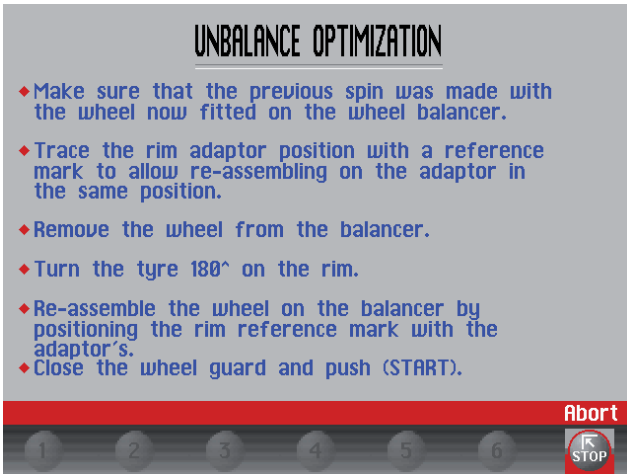 UNBALANCE OPTIMIZATION
◆Make sure that the previous spin was made with
the wheel now fitted on the wheel balancer.
◆Trace the rim adaptor position with a reference
mark to allow re-assembling on the adaptor in
the same position.
◆Remove the wheel from the balancer.
◆Turn the tyre 180^ on the rim.
◆Re-assemble the wheel on the balancer by
positioning the rim reference mark with the
adaptor's.
◆Close the wheel guard and push (START).
Abort
1 2 3 4 5 6 STOP